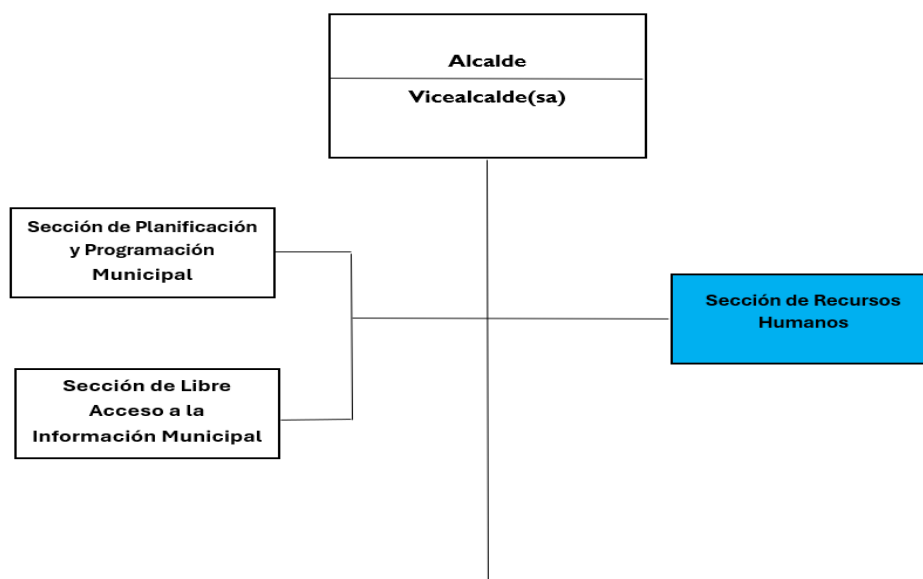 Alcalde
Vicealcalde(sa)
Sección de Planificación
y Programación
Municipal
Sección de Recursos
Humanos
Sección de Libre
Acceso a la
Información Municipal